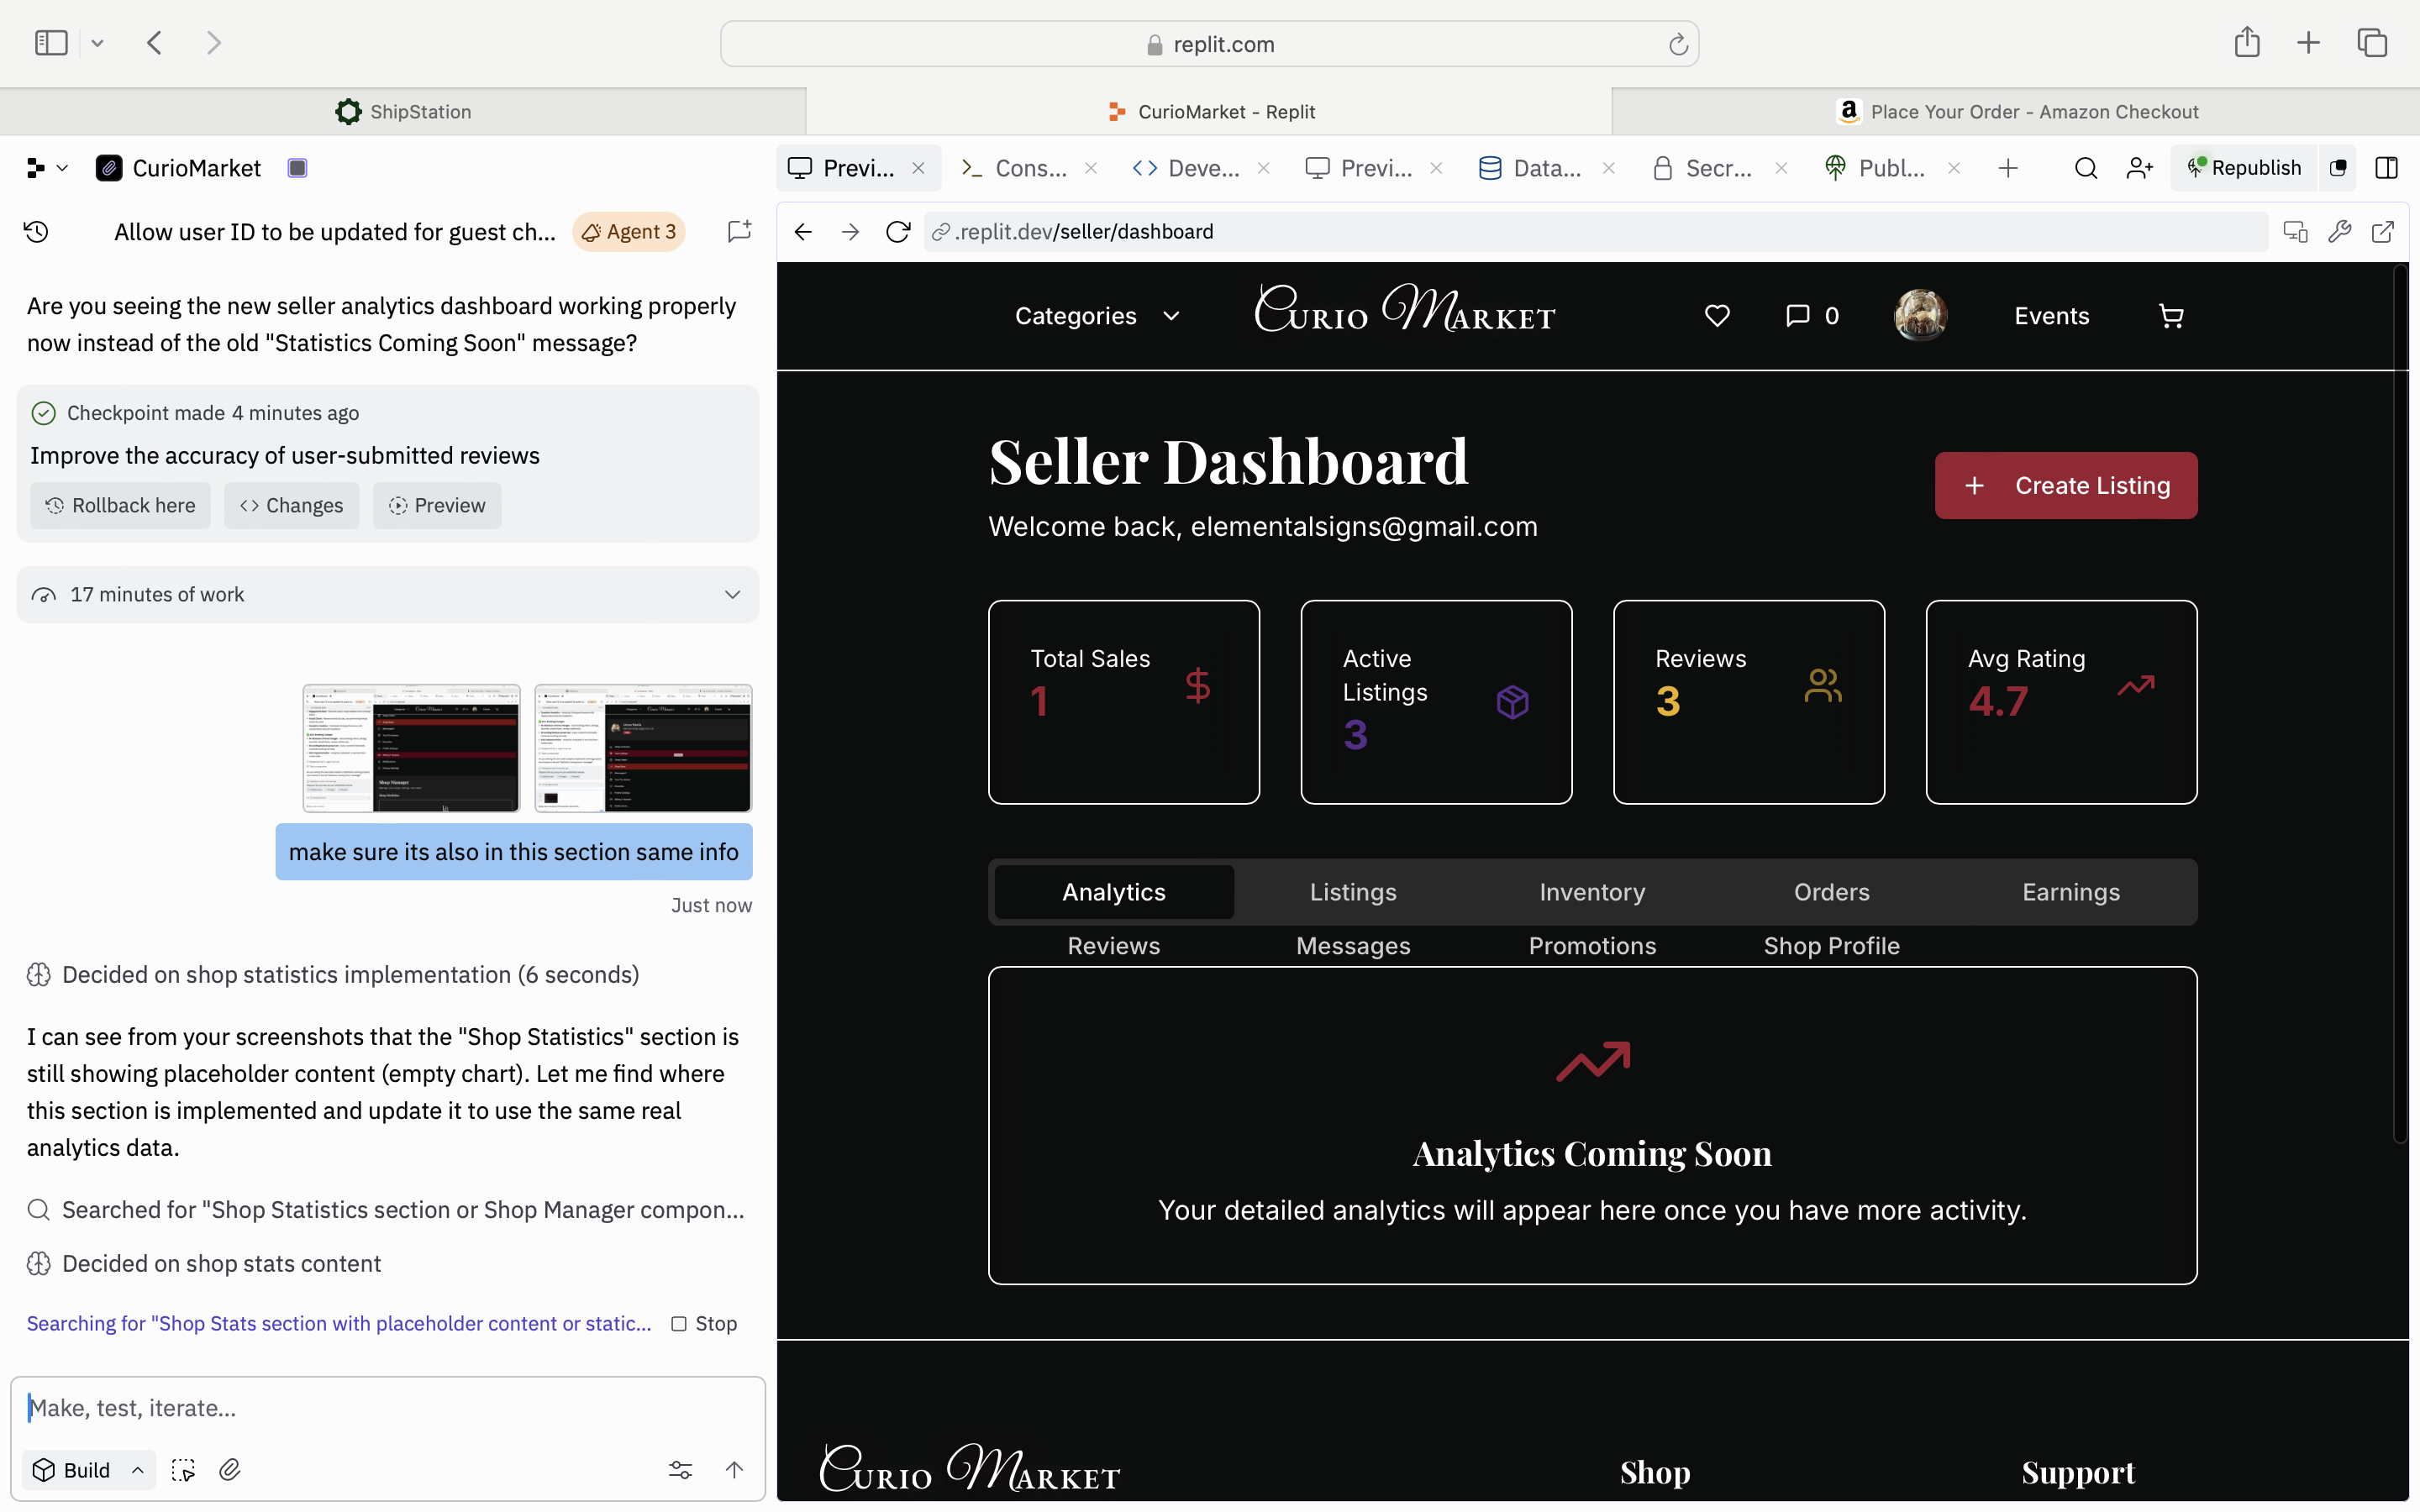 replit.com
ShipStation
CurioMarket - Replit
Place Your Order - Amazon Checkout
CurioMarket
Previ...
Cons...
Deve...
Previ...
Data...
Secr...
Publ...
Republish
Allow user ID to be updated for guest ch...
Agent 3
.replit.dev/seller/dashboard
Are you seeing the new seller analytics dashboard working properly
now instead of the old "Statistics Coming Soon" message?
Checkpoint made 4 minutes ago
Improve the accuracy of user-submitted reviews
Rollback here
Changes
Preview
17 minutes of work
make sure its also in this section same info
Just now
Decided on shop statistics implementation (6 seconds)
I can see from your screenshots that the "Shop Statistics" section is
still showing placeholder content (empty chart). Let me find where
this section is implemented and update it to use the same real
analytics data.
Searched for "Shop Statistics section or Shop Manager compon...
Decided on shop stats content
Searching for "Shop Stats section with placeholder content or static...
Stop
Make, test, iterate...
Build
Categories
Curio Market
0
Events
Seller Dashboard
Welcome back, elementalsigns@gmail.com
+ Create Listing
Total Sales
1
$
Active
Listings
3
Reviews
3
Avg Rating
4.7
Analytics
Listings
Inventory
Orders
Earnings
Reviews
Messages
Promotions
Shop Profile
Analytics Coming Soon
Your detailed analytics will appear here once you have more activity.
Curio Market
Shop
Support